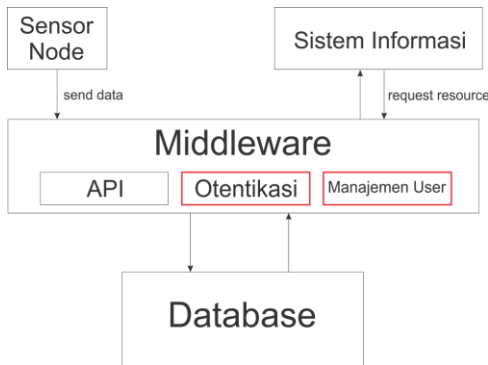 Sensor
Node
Sistem Informasi
send data
request resource
Middleware
API
Otentikasi
Manajemen User
Database